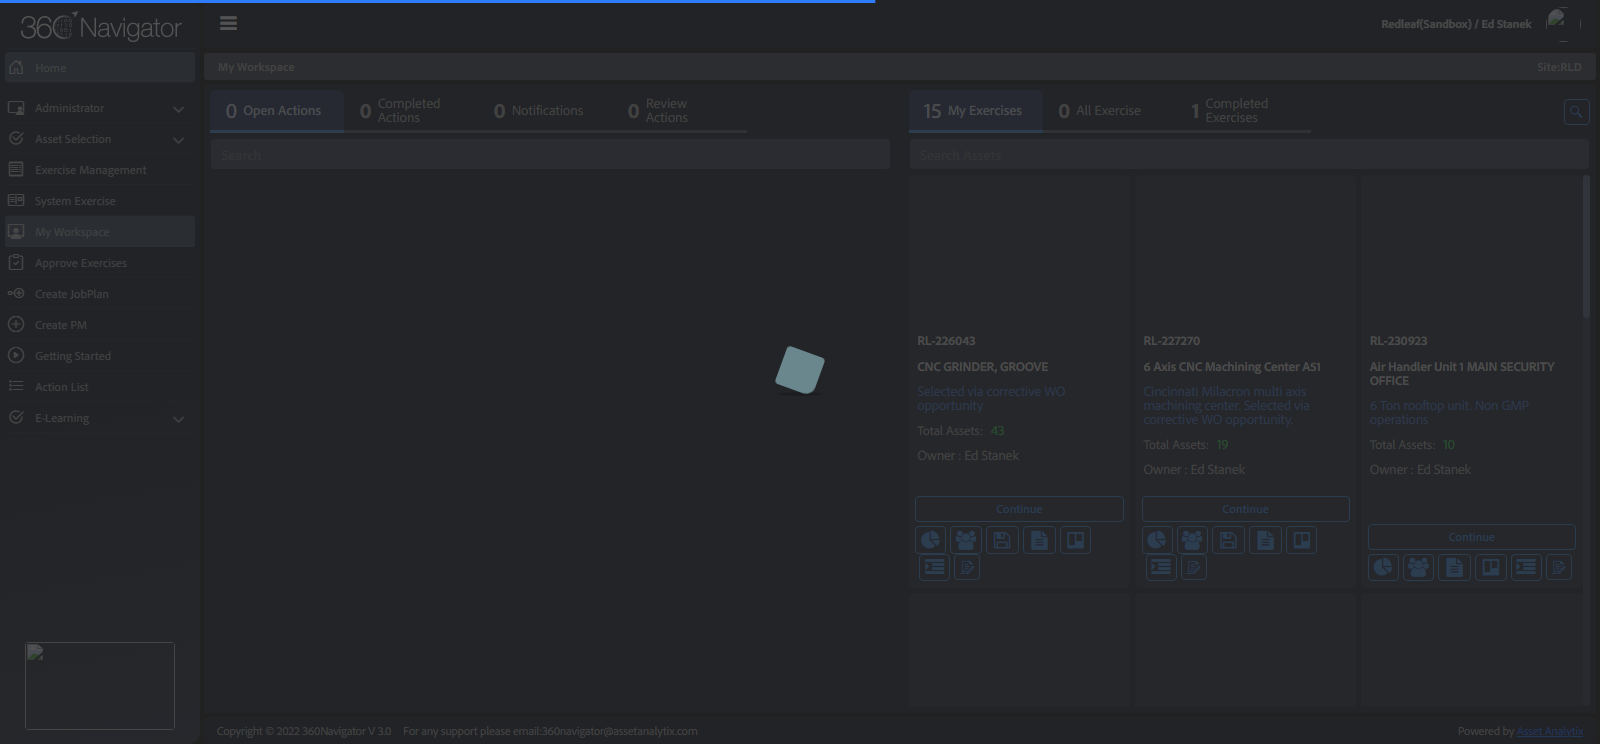 360 Navigator
Redleaf(Sandbox) / Ed Stanek
Home
My Workspace
Site:RLD
Administrator
Asset Selection
Exercise Management
System Exercise
My Workspace
Approve Exercises
Create JobPlan
Create PM
Getting Started
Action List
E-Learning
0 Open Actions
0 Completed
Actions
0 Notifications
0 Review
Actions
Search
15 My Exercises
0 All Exercise
1 Completed
Exercises
Search Assets
RL-226043
CNC GRINDER, GROOVE
Selected via corrective WO
opportunity
Total Assets: 43
Owner : Ed Stanek
Continue
RL-227270
6 Axis CNC Machining Center A51
Cincinnati Milacron multi axis
machining center. Selected via
corrective WO opportunity.
Total Assets: 19
Owner : Ed Stanek
Continue
RL-230923
Air Handler Unit 1 MAIN SECURITY
OFFICE
6 Ton rooftop unit. Non GMP
operations
Total Assets: 10
Owner : Ed Stanek
Continue
Copyright © 2022 360Navigator V 3.0 For any support please email:360navigator@assetanalytix.com
Powered by Asset Analytix